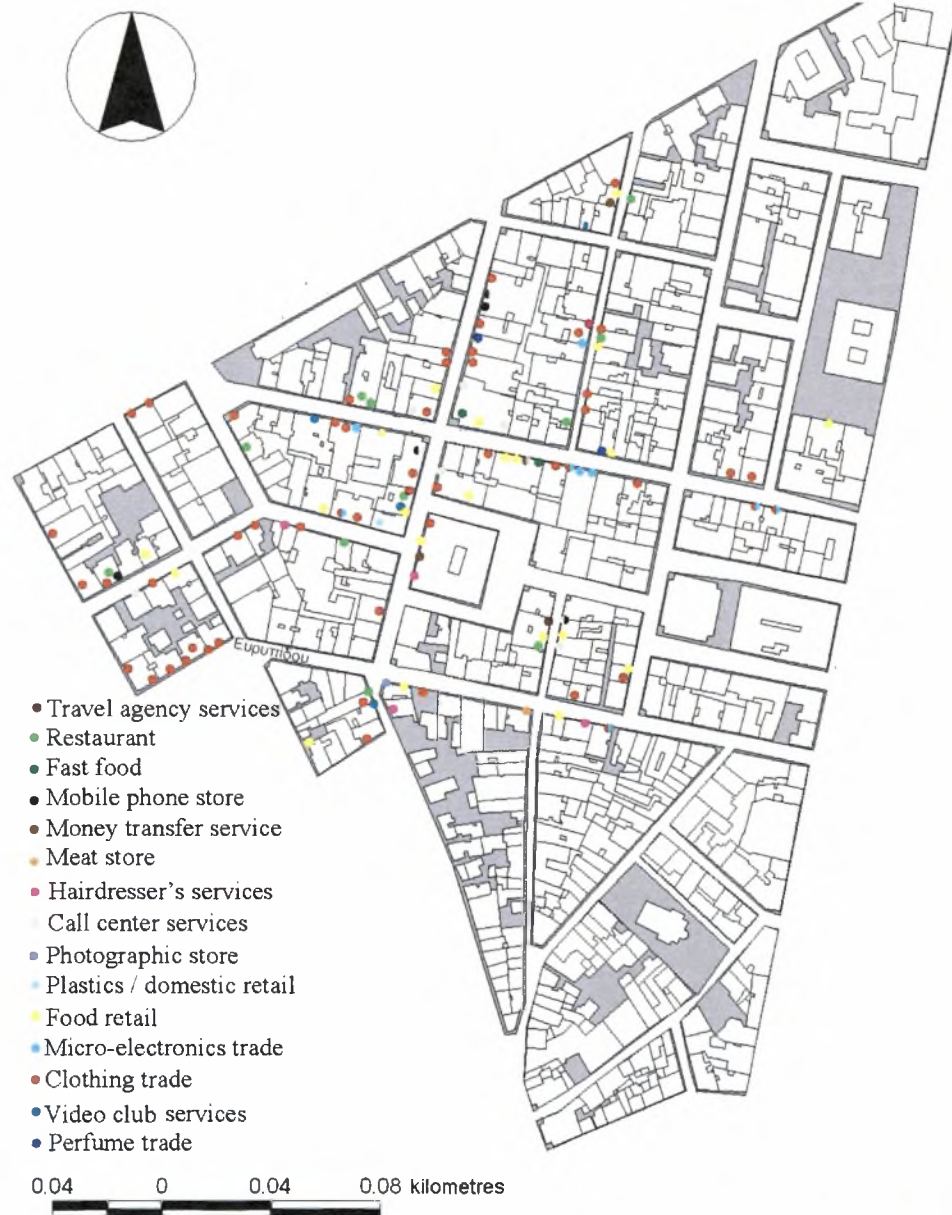 Ευριπίδου
Travel agency services
Restaurant
Fast food
Mobile phone store
Money transfer service
Meat store
Hairdresser's services
Call center services
Photographic store
Plastics / domestic retail
Food retail
Micro-electronics trade
Clothing trade
Video club services
Perfume trade
0.04 0 0.04 0.08 kilometres